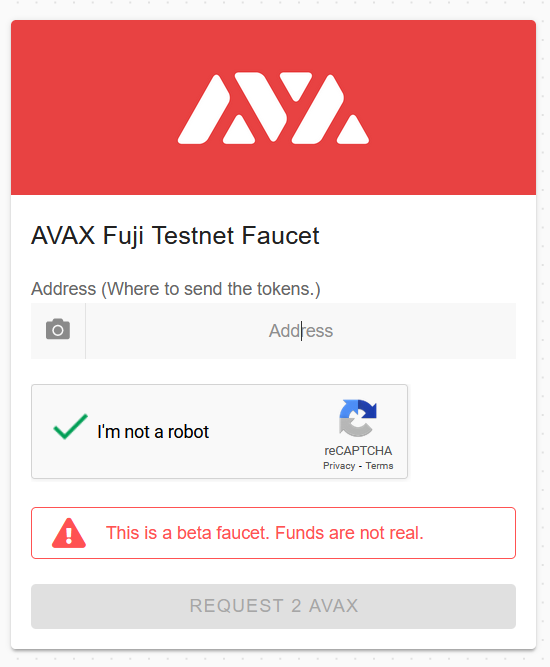 AVA
AVAX Fuji Testnet Faucet
Address (Where to send the tokens.)
Address
I'm not a robot
reCAPTCHA
Privacy - Terms
This is a beta faucet. Funds are not real.
REQUEST 2 AVAX